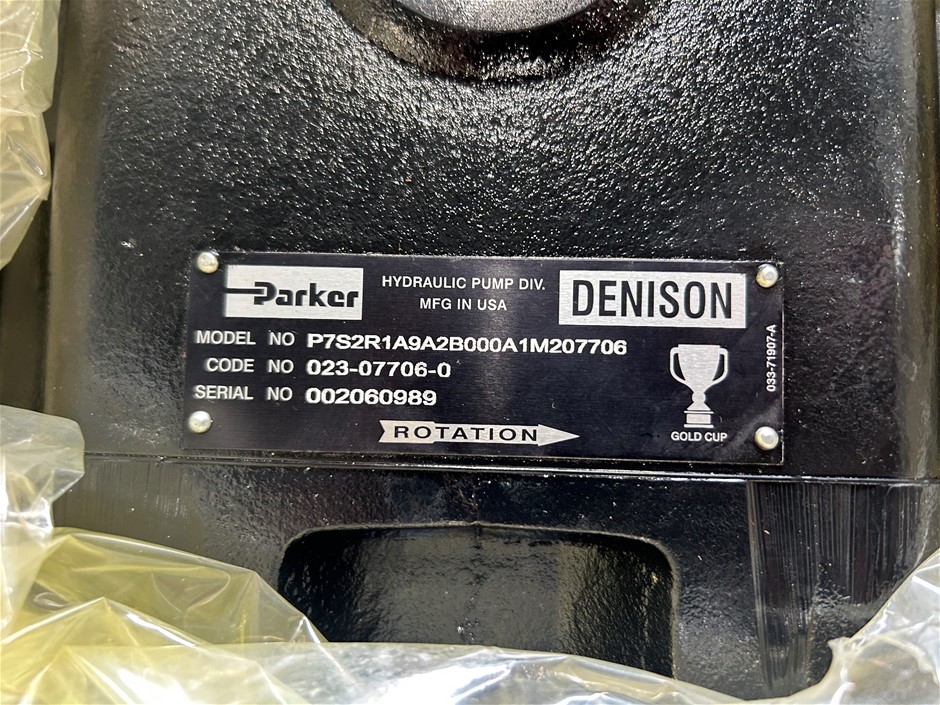 Parker
HYDRAULIC PUMP DIV.
MFG IN USA
DENISON
MODEL NO P7S2R1A9A2B000A1M207706
CODE NO 023-07706-0
SERIAL NO 002060989
ROTATION
GOLD CUP
033-71907-A